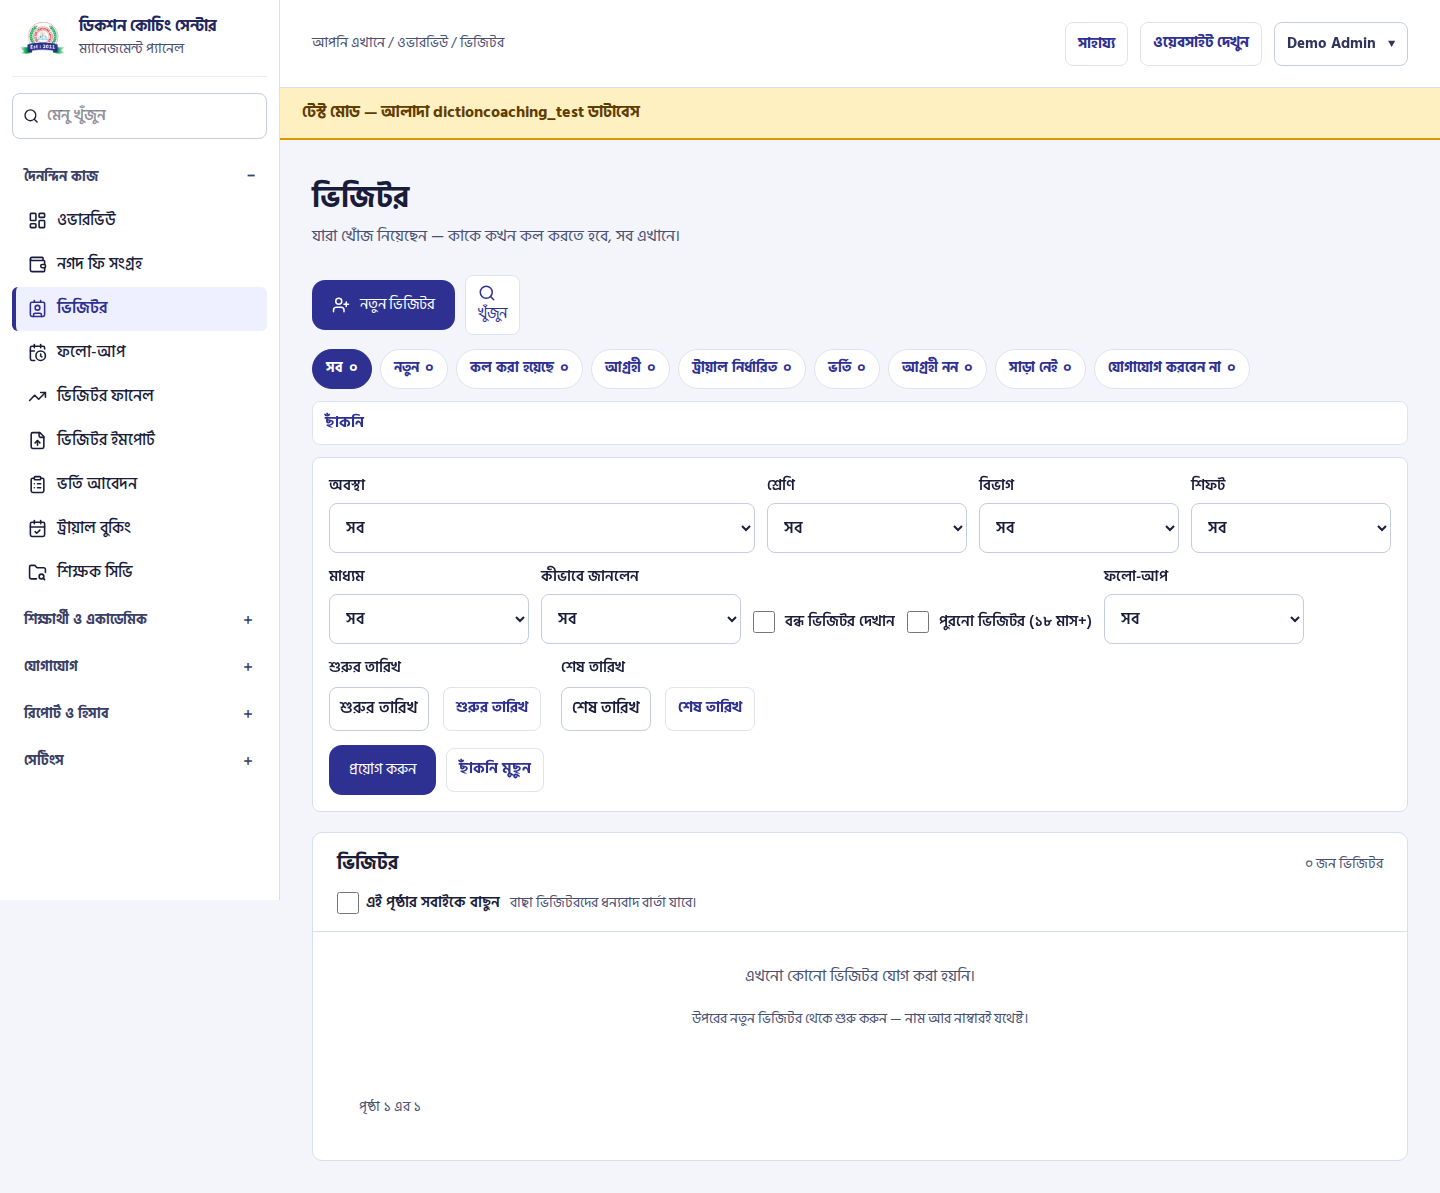 ডিকশন কোচিং সেন্টার
ম্যানেজমেন্ট প্যানেল
Est : 2011
মেনু খুঁজুন
দৈনন্দিন কাজ −
ওভারভিউ
নগদ ফি সংগ্রহ
ভিজিটর
ফলো-আপ
ভিজিটর ফানেল
ভিজিটর ইমপোর্ট
ভর্তি আবেদন
ট্রায়াল বুকিং
শিক্ষক সিভি
শিক্ষার্থী ও একাডেমিক +
যোগাযোগ +
রিপোর্ট ও হিসাব +
সেটিংস +
আপনি এখানে / ওভারভিউ / ভিজিটর
সাহায্য
ওয়েবসাইট দেখুন
Demo Admin ▾
টেস্ট মোড — আলাদা dictioncoaching_test ডাটাবেস
ভিজিটর
যারা খোঁজ নিয়েছেন — কাকে কখন কল করতে হবে, সব এখানে।
নতুন ভিজিটর
খুঁজুন
সব ০ নতুন ০ কল করা হয়েছে ০ আগ্রহী ০ ট্রায়াল নির্ধারিত ০ ভর্তি ০ আগ্রহী নন ০ সাড়া নেই ০ যোগাযোগ করবেন না ০
ছাঁকনি
অবস্থা শ্রেণি বিভাগ শিফট
সব সব সব সব
মাধ্যম কীভাবে জানলেন ফলো-আপ
সব সব বন্ধ ভিজিটর দেখান পুরনো ভিজিটর (১৮ মাস+) সব
শুরুর তারিখ শেষ তারিখ
শুরুর তারিখ শুরুর তারিখ শেষ তারিখ শেষ তারিখ
প্রয়োগ করুন ছাঁকনি মুছুন
ভিজিটর ০ জন ভিজিটর
এই পৃষ্ঠার সবাইকে বাছুন বাছা ভিজিটরদের ধন্যবাদ বার্তা যাবে।
এখনো কোনো ভিজিটর যোগ করা হয়নি।
উপরের নতুন ভিজিটর থেকে শুরু করুন — নাম আর নাম্বারই যথেষ্ট।
পৃষ্ঠা ১ এর ১